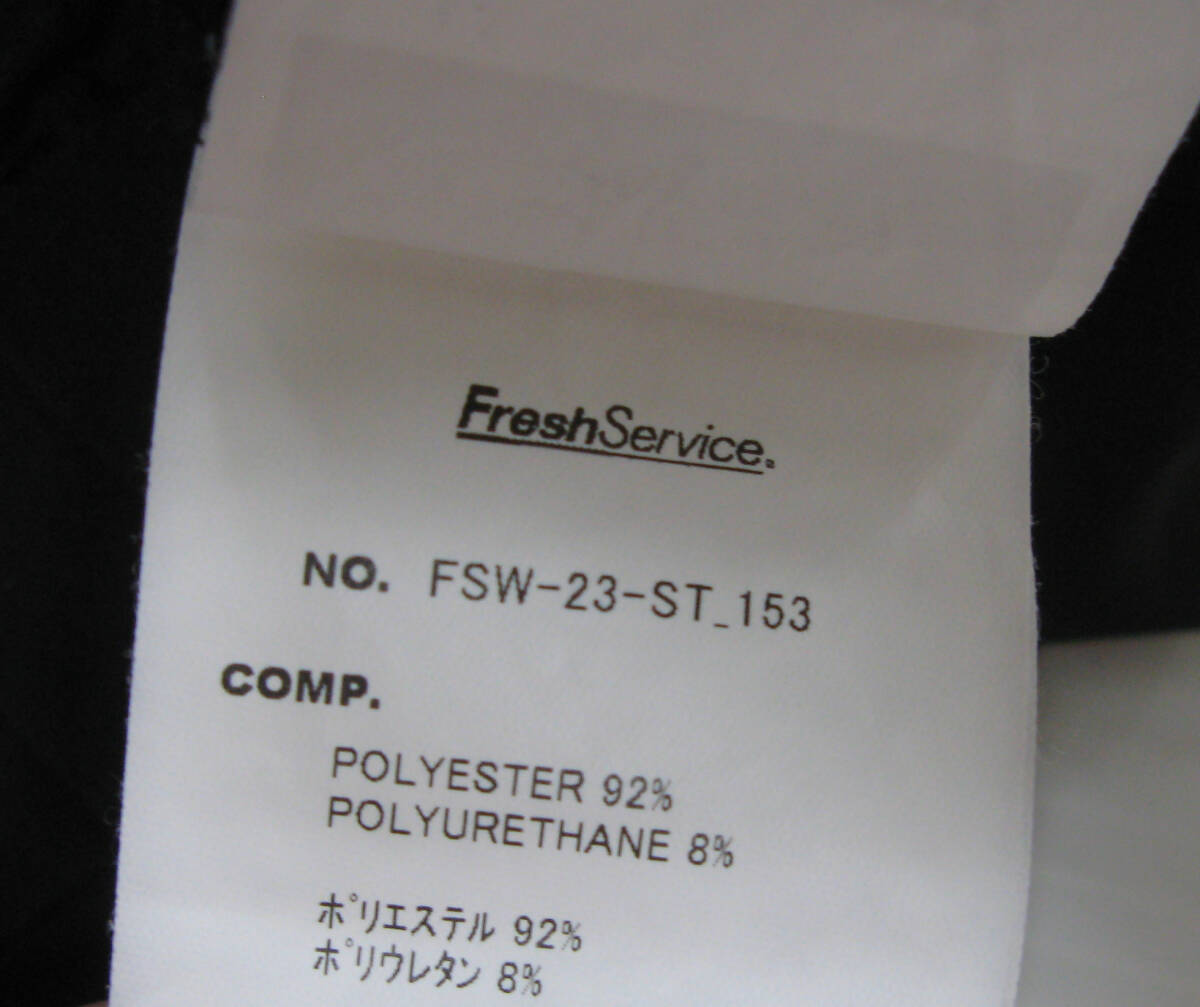 FreshService.
NO. FSW-23-ST_153
COMP.
POLYESTER 92%
POLYURETHANE 8%
ポリエステル 92%
ポリウレタン 8%